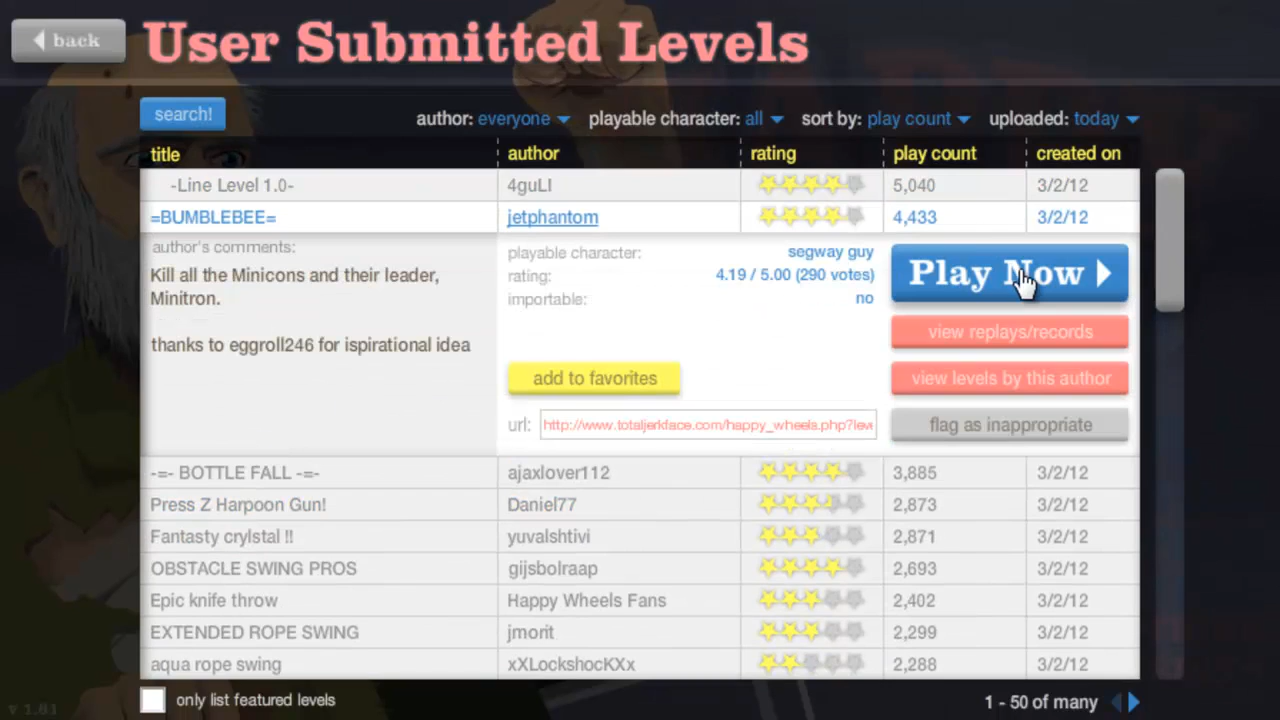 back
User Submitted Levels
search!
author: everyone playable character: all sort by: play count uploaded: today
title author rating play count created on
-Line Level 1.0- 4guLI 5,040 3/2/12
=BUMBLEBEE= jetphantom 4,433 3/2/12
author's comments:
Kill all the Minicons and their leader,
Minitron.
thanks to eggroll246 for ispirational idea
playable character: segway guy
rating: 4.19 / 5.00 (290 votes)
importable: no
add to favorites
url: http://www.totaljerkface.com/happy_wheels.php?lev
Play Now
view replays/records
view levels by this author
flag as inappropriate
-=- BOTTLE FALL -=- ajaxlover112 3,885 3/2/12
Press Z Harpoon Gun! Daniel77 2,873 3/2/12
Fantasty crylstal !! yuvalshtivi 2,871 3/2/12
OBSTACLE SWING PROS gijsbolraap 2,693 3/2/12
Epic knife throw Happy Wheels Fans 2,402 3/2/12
EXTENDED ROPE SWING jmorit 2,299 3/2/12
aqua rope swing xXLockshocKXx 2,288 3/2/12
only list featured levels
1 - 50 of many
v 1.81